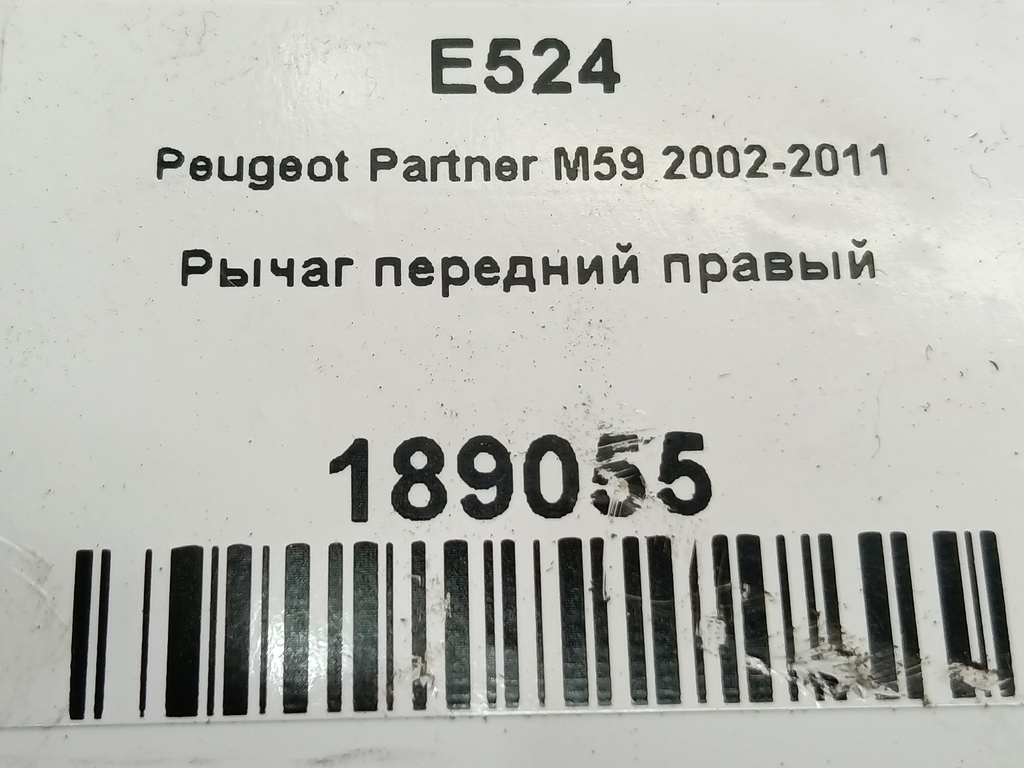 E524
Peugeot Partner M59 2002-2011
Рычаг передний правый
189055